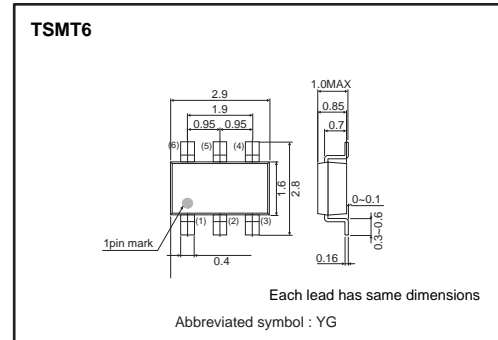 TSMT6
1.0MAX
2.9
0.85
1.9
0.7
0.95 0.95
(6) (5) (4)
1.6
2.8
0~0.1
(1) (2) (3)
1pin mark
0.3~0.6
0.4
0.16
Each lead has same dimensions
Abbreviated symbol : YG